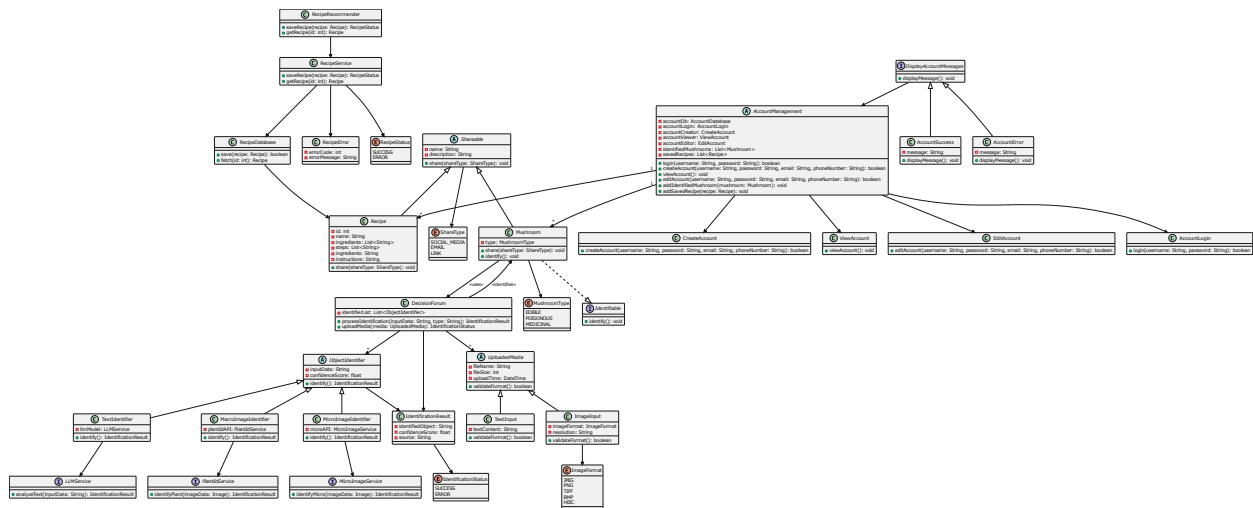 C RecipeRecommender
saveRecipe(recipe: Recipe): RecipeStatus
getRecipe(id: int): Recipe
C RecipeService
saveRecipe(recipe: Recipe): RecipeStatus
getRecipe(id: int): Recipe
I DisplayAccountMessages
displayMessage(): void
A AccountManagement
accountDb: AccountDatabase
accountLogin: AccountLogin
accountCreator: CreateAccount
accountViewer: ViewAccount
accountEditor: EditAccount
identifiedMushrooms: List<Mushroom>
savedRecipes: List<Recipe>
login(username: String, password: String): boolean
createAccount(username: String, password: String, email: String, phoneNumber: String): boolean
viewAccount(): void
editAccount(username: String, password: String, email: String, phoneNumber: String): boolean
addIdentifiedMushroom(mushroom: Mushroom): void
addSavedRecipe(recipe: Recipe): void
C RecipeDatabase
save(recipe: Recipe): boolean
fetch(id: int): Recipe
C RecipeError
errorCode: int
errorMessage: String
E RecipeStatus
SUCCESS
ERROR
A Shareable
name: String
description: String
share(shareType: ShareType): void
C AccountSuccess
message: String
displayMessage(): void
C AccountError
message: String
displayMessage(): void
1
1
*
*
C Recipe
id: int
name: String
ingredients: List<String>
steps: List<String>
ingredients: String
instructions: String
share(shareType: ShareType): void
E ShareType
SOCIAL_MEDIA
EMAIL
LINK
C Mushroom
type: MushroomType
share(shareType: ShareType): void
identify(): void
C CreateAccount
createAccount(username: String, password: String, email: String, phoneNumber: String): boolean
C ViewAccount
viewAccount(): void
C EditAccount
editAccount(username: String, password: String, email: String, phoneNumber: String): boolean
C AccountLogin
login(username: String, password: String): boolean
«uses»
«identifies»
C DecisionForum
identifierList: List<ObjectIdentifier>
processIdentification(inputData: String, type: String): IdentificationResult
uploadMedia(media: UploadedMedia): IdentificationStatus
E MushroomType
EDIBLE
POISONOUS
MEDICINAL
I Identifiable
identify(): void
*
*
A ObjectIdentifier
inputData: String
confidenceScore: float
identify(): IdentificationResult
A UploadedMedia
fileName: String
fileSize: int
uploadTime: DateTime
validateFormat(): boolean
C TextIdentifier
llmModel: LLMService
identify(): IdentificationResult
C MacroImageIdentifier
plantIdAPI: PlantIdService
identify(): IdentificationResult
C MicroImageIdentifier
microAPI: MicroImageService
identify(): IdentificationResult
C IdentificationResult
identifiedObject: String
confidenceScore: float
source: String
C TextInput
textContent: String
validateFormat(): boolean
C ImageInput
imageFormat: ImageFormat
resolution: String
validateFormat(): boolean
I LLMService
analyzeText(inputData: String): IdentificationResult
I PlantIdService
identifyPlant(imageData: Image): IdentificationResult
I MicroImageService
identifyMicro(imageData: Image): IdentificationResult
E IdentificationStatus
SUCCESS
ERROR
E ImageFormat
JPEG
PNG
TIFF
BMP
HEIC